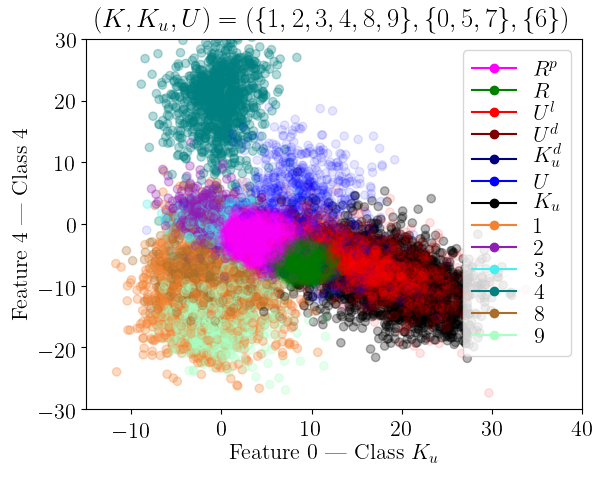 (K, K_u, U) = ({1, 2, 3, 4, 8, 9}, {0, 5, 7}, {6})
30
20
10
0
−10
−20
−30
Feature 4 — Class 4
R^p
R
U^l
U^d
K_u^d
U
K_u
1
2
3
4
8
9
−10
0
10
20
30
40
Feature 0 — Class K_u